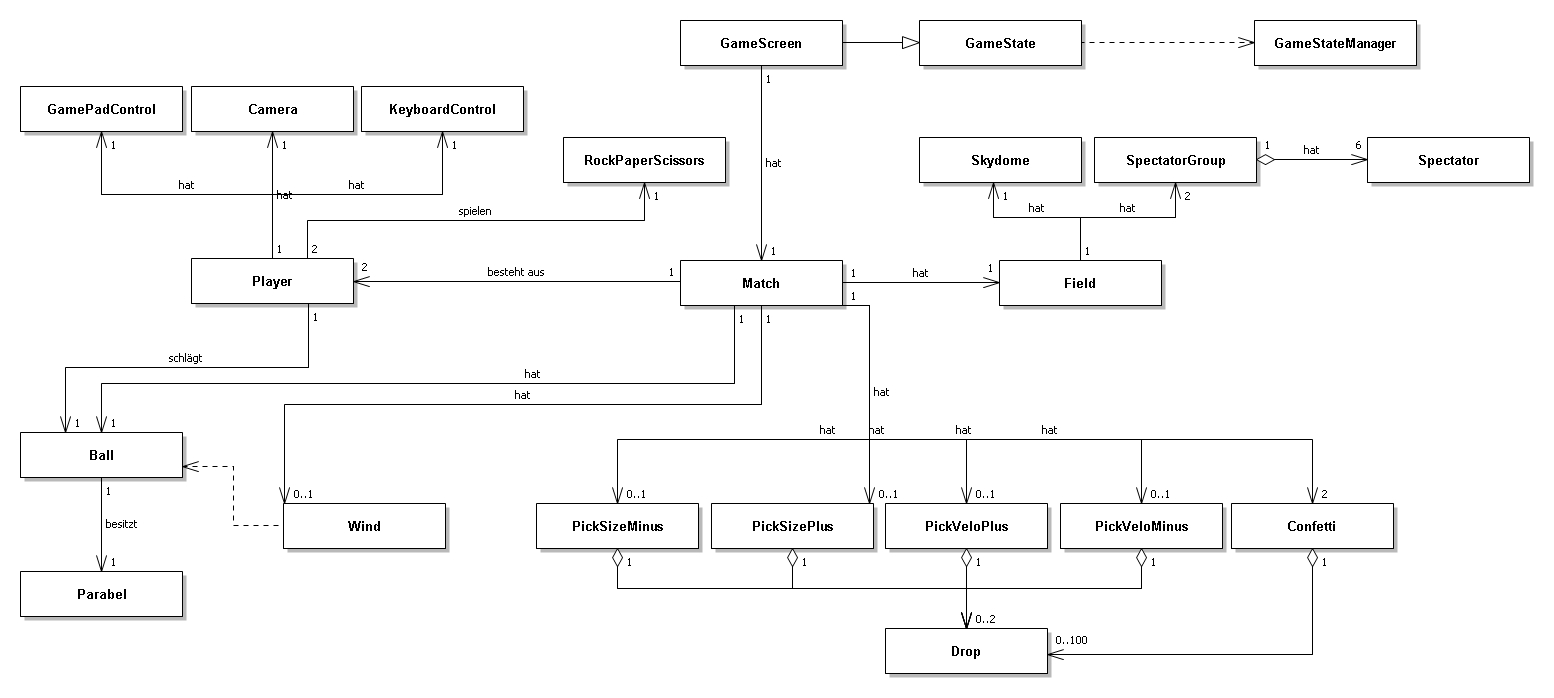 GameScreen
GameState
GameStateManager
1
GamePadControl
Camera
KeyboardControl
1
1
1
RockPaperScissors
Skydome
SpectatorGroup
1
hat
6
Spectator
hat
hat
hat
hat
1
1
2
spielen
hat
hat
1
2
1
1
Player
2
besteht aus
1
Match
1
hat
1
Field
1
1
1
1
schlägt
hat
hat
hat
1
1
hat
hat
hat
hat
Ball
1
0..1
0..1
0..1
0..1
0..1
2
besitzt
Wind
PickSizeMinus
PickSizePlus
PickVeloPlus
PickVeloMinus
Confetti
1
1
1
1
1
1
Parabel
0..2
Drop
0..100